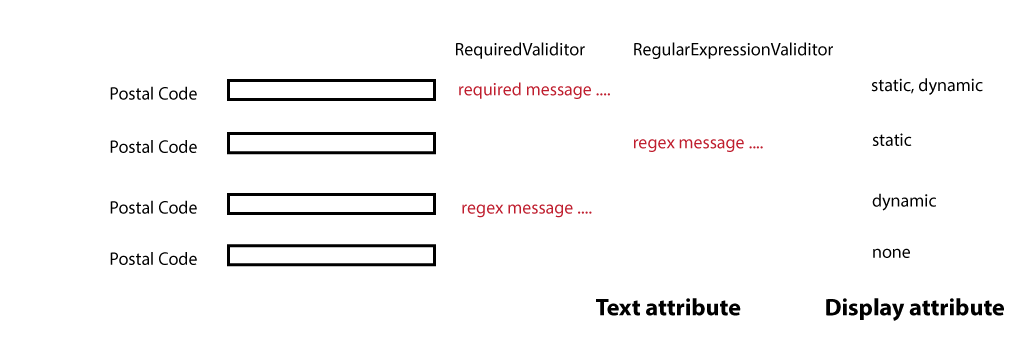 RequiredValiditor RegularExpressionValiditor
Postal Code required message .... static, dynamic
Postal Code regex message .... static
Postal Code regex message .... dynamic
Postal Code none
Text attribute Display attribute